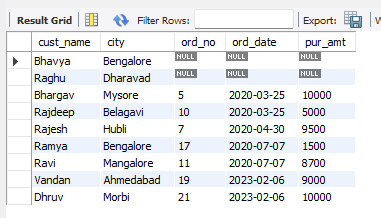 Result Grid Filter Rows: Export:
cust_name city ord_no ord_date pur_amt
Bhavya Bengalore NULL NULL NULL
Raghu Dharavad NULL NULL NULL
Bhargav Mysore 5 2020-03-25 10000
Rajdeep Belagavi 10 2020-03-25 5000
Rajesh Hubli 7 2020-04-30 9500
Ramya Bengalore 17 2020-07-07 1500
Ravi Mangalore 11 2020-07-07 8700
Vandan Ahmedabad 19 2023-02-06 9000
Dhruv Morbi 21 2023-02-06 10000